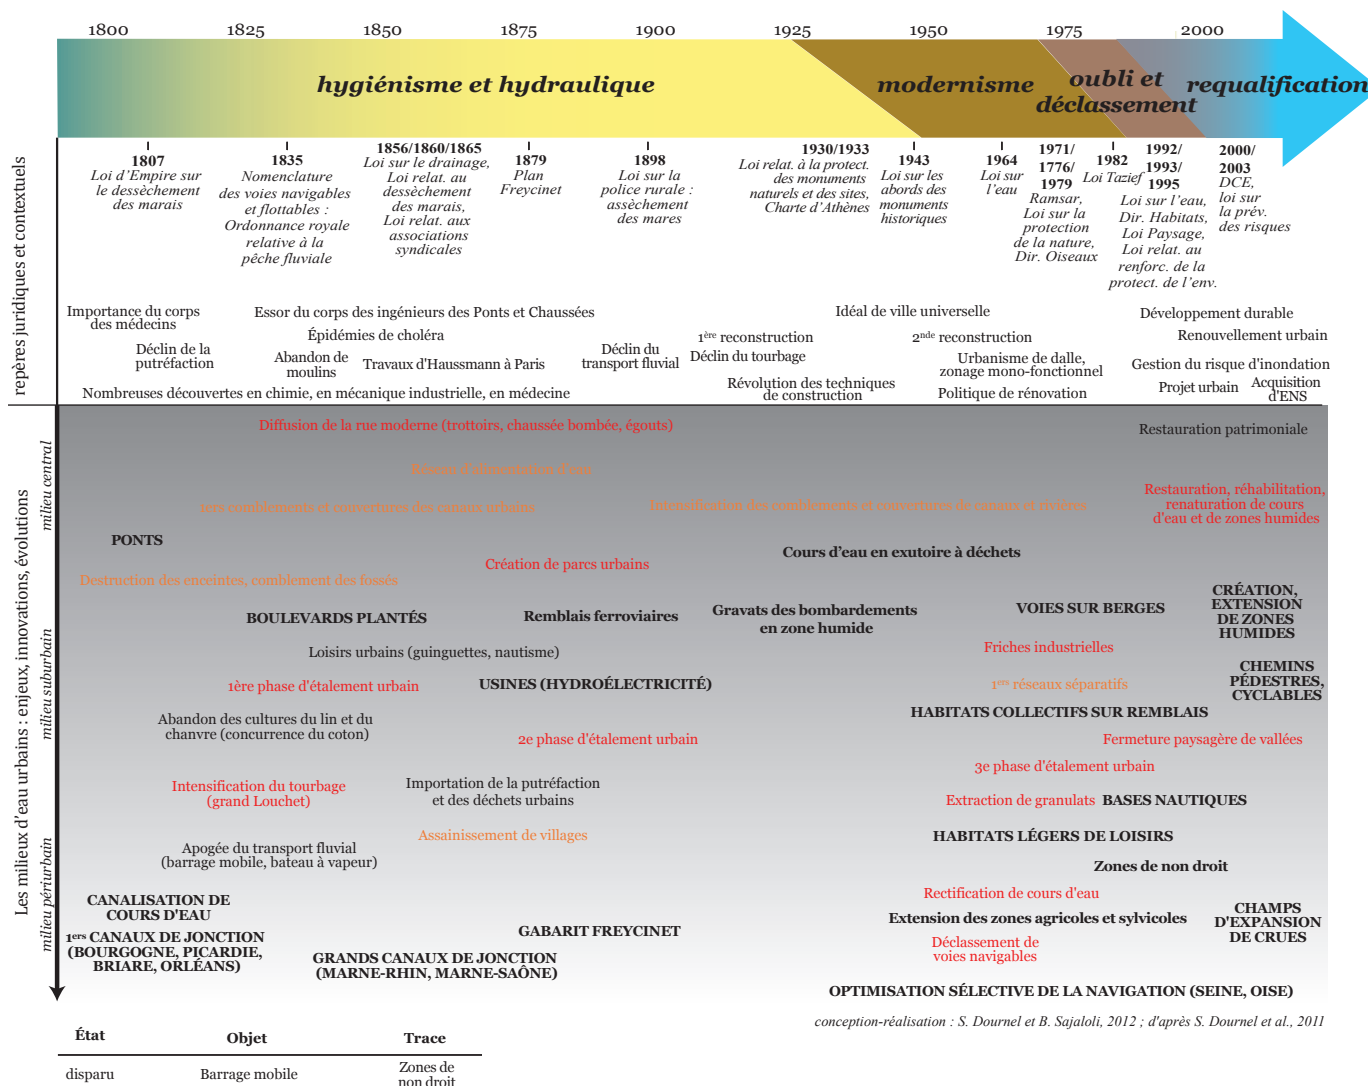 1800 1825 1850 1875 1900 1925 1950 1975 2000
hygiénisme et hydraulique
modernisme
oubli et
déclassement
requalification
repères juridiques et contextuels
1807
Loi d'Empire sur
le dessèchement
des marais
1835
Nomenclature
des voies navigables
et flottables :
Ordonnance royale
relative à la
pêche fluviale
1856/1860/1865
Loi sur le drainage,
Loi relat. au
dessèchement
des marais,
Loi relat. aux
associations
syndicales
1879
Plan
Freycinet
1898
Loi sur la
police rurale :
assèchement
des mares
1930/1933
Loi relat. à la protect.
des monuments
naturels et des sites,
Charte d'Athènes
1943
Loi sur les
abords des
monuments
historiques
1964
Loi sur
l'eau
1971/
1776/
1979
Ramsar,
Loi sur la
protection
de la nature,
Dir. Oiseaux
1982
Loi Tazief
1992/
1993/
1995
Loi sur l'eau,
Dir. Habitats,
Loi Paysage,
Loi relat. au
renforc. de la
protect. de l'env.
2000/
2003
DCE,
loi sur
la prév.
des risques
Importance du corps
des médecins
Essor du corps des ingénieurs des Ponts et Chaussées
Idéal de ville universelle
Développement durable
Épidémies de choléra
1ère reconstruction
2nde reconstruction
Renouvellement urbain
Déclin de la
putréfaction
Abandon de
moulins
Travaux d'Haussmann à Paris
Déclin du
transport fluvial
Déclin du tourbage
Urbanisme de dalle,
zonage mono-fonctionnel
Gestion du risque d'inondation
Nombreuses découvertes en chimie, en mécanique industrielle, en médecine
Révolution des techniques
de construction
Politique de rénovation
Projet urbain
Acquisition
d'ENS
Les milieux d'eau urbains : enjeux, innovations, évolutions
milieu central
milieu suburbain
milieu périurbain
Diffusion de la rue moderne (trottoirs, chaussée bombée, égouts)
Restauration patrimoniale
Réseau d'alimentation d'eau
1ers comblements et couvertures des canaux urbains
Intensification des comblements et couvertures de canaux et rivières
Restauration, réhabilitation,
renaturation de cours
d'eau et de zones humides
PONTS
Cours d'eau en exutoire à déchets
Création de parcs urbains
Destruction des enceintes, comblement des fossés
BOULEVARDS PLANTÉS
Remblais ferroviaires
Gravats des bombardements
en zone humide
VOIES SUR BERGES
CRÉATION,
EXTENSION
DE ZONES
HUMIDES
Loisirs urbains (guinguettes, nautisme)
Friches industrielles
1ère phase d'étalement urbain
USINES (HYDROÉLECTRICITÉ)
1ers réseaux séparatifs
CHEMINS
PÉDESTRES,
CYCLABLES
Abandon des cultures du lin et du
chanvre (concurrence du coton)
HABITATS COLLECTIFS SUR REMBLAIS
2e phase d'étalement urbain
Fermeture paysagère de vallées
3e phase d'étalement urbain
Intensification du tourbage
(grand Louchet)
Importation de la putréfaction
et des déchets urbains
Extraction de granulats
BASES NAUTIQUES
Assainissement de villages
HABITATS LÉGERS DE LOISIRS
Apogée du transport fluvial
(barrage mobile, bateau à vapeur)
Zones de non droit
Rectification de cours d'eau
CANALISATION DE
COURS D'EAU
Extension des zones agricoles et sylvicoles
CHAMPS
D'EXPANSION
DE CRUES
1ers CANAUX DE JONCTION
(BOURGOGNE, PICARDIE,
BRIARE, ORLÉANS)
GABARIT FREYCINET
Déclassement de
voies navigables
GRANDS CANAUX DE JONCTION
(MARNE-RHIN, MARNE-SAÔNE)
OPTIMISATION SÉLECTIVE DE LA NAVIGATION (SEINE, OISE)
conception-réalisation : S. Dournel et B. Sajaloli, 2012 ; d'après S. Dournel et al., 2011
État Objet Trace
disparu Barrage mobile Zones de
non droit